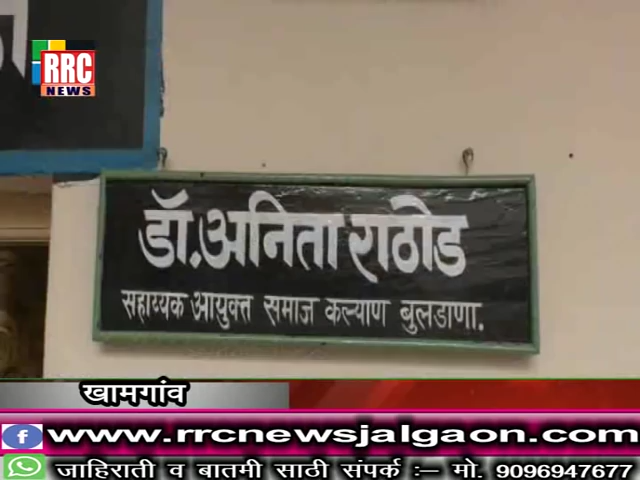 RRC
NEWS
डॉ.अनिता राठोड
सहाय्यक आयुक्त समाज कल्याण बुलडाणा.
खामगांव
www.rrcnewsjalgaon.com
जाहिराती व बातमी साठी संपर्क :– मो. 9096947677